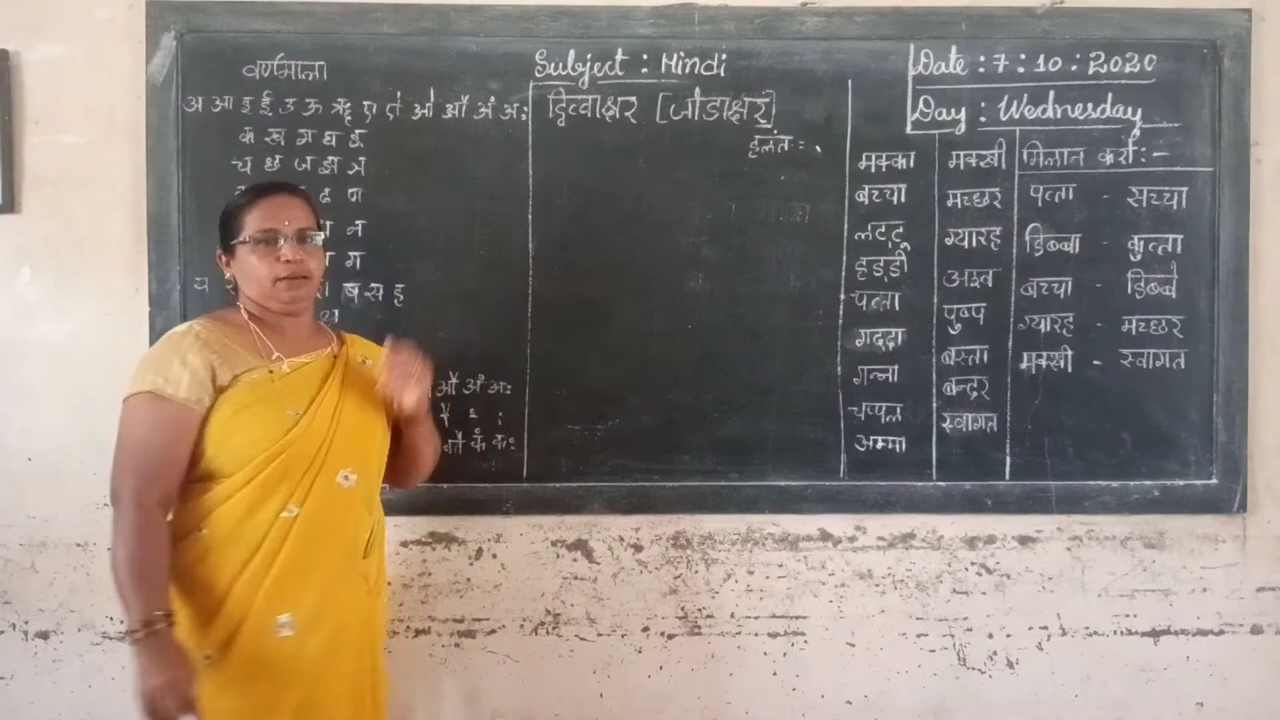 वर्णमाला
अ आ इ ई उ ऊ ऋ ए ऐ ओ औ अं अः
क ख ग घ ङ
च छ ज झ ञ
ढ ण
न
म
य
ष स ह
औ अं अः
कौ कं कः
Subject : Hindi
द्वित्वाक्षर [जोडाक्षर]
हलंत = ्
Date : 7 : 10 : 2020
Day : Wednesday
मक्का
बच्चा
लट्टू
हड्डी
पत्ता
गद्दा
गन्ना
चप्पल
अम्मा
मक्खी
मच्छर
ग्यारह
अश्व
पुष्प
बस्ता
बन्दर
स्वागत
मिलान करो :-
पत्ता - सच्चा
डिब्बा - कुत्ता
बच्चा - डिब्बे
ग्यारह - मच्छर
मक्खी - स्वागत